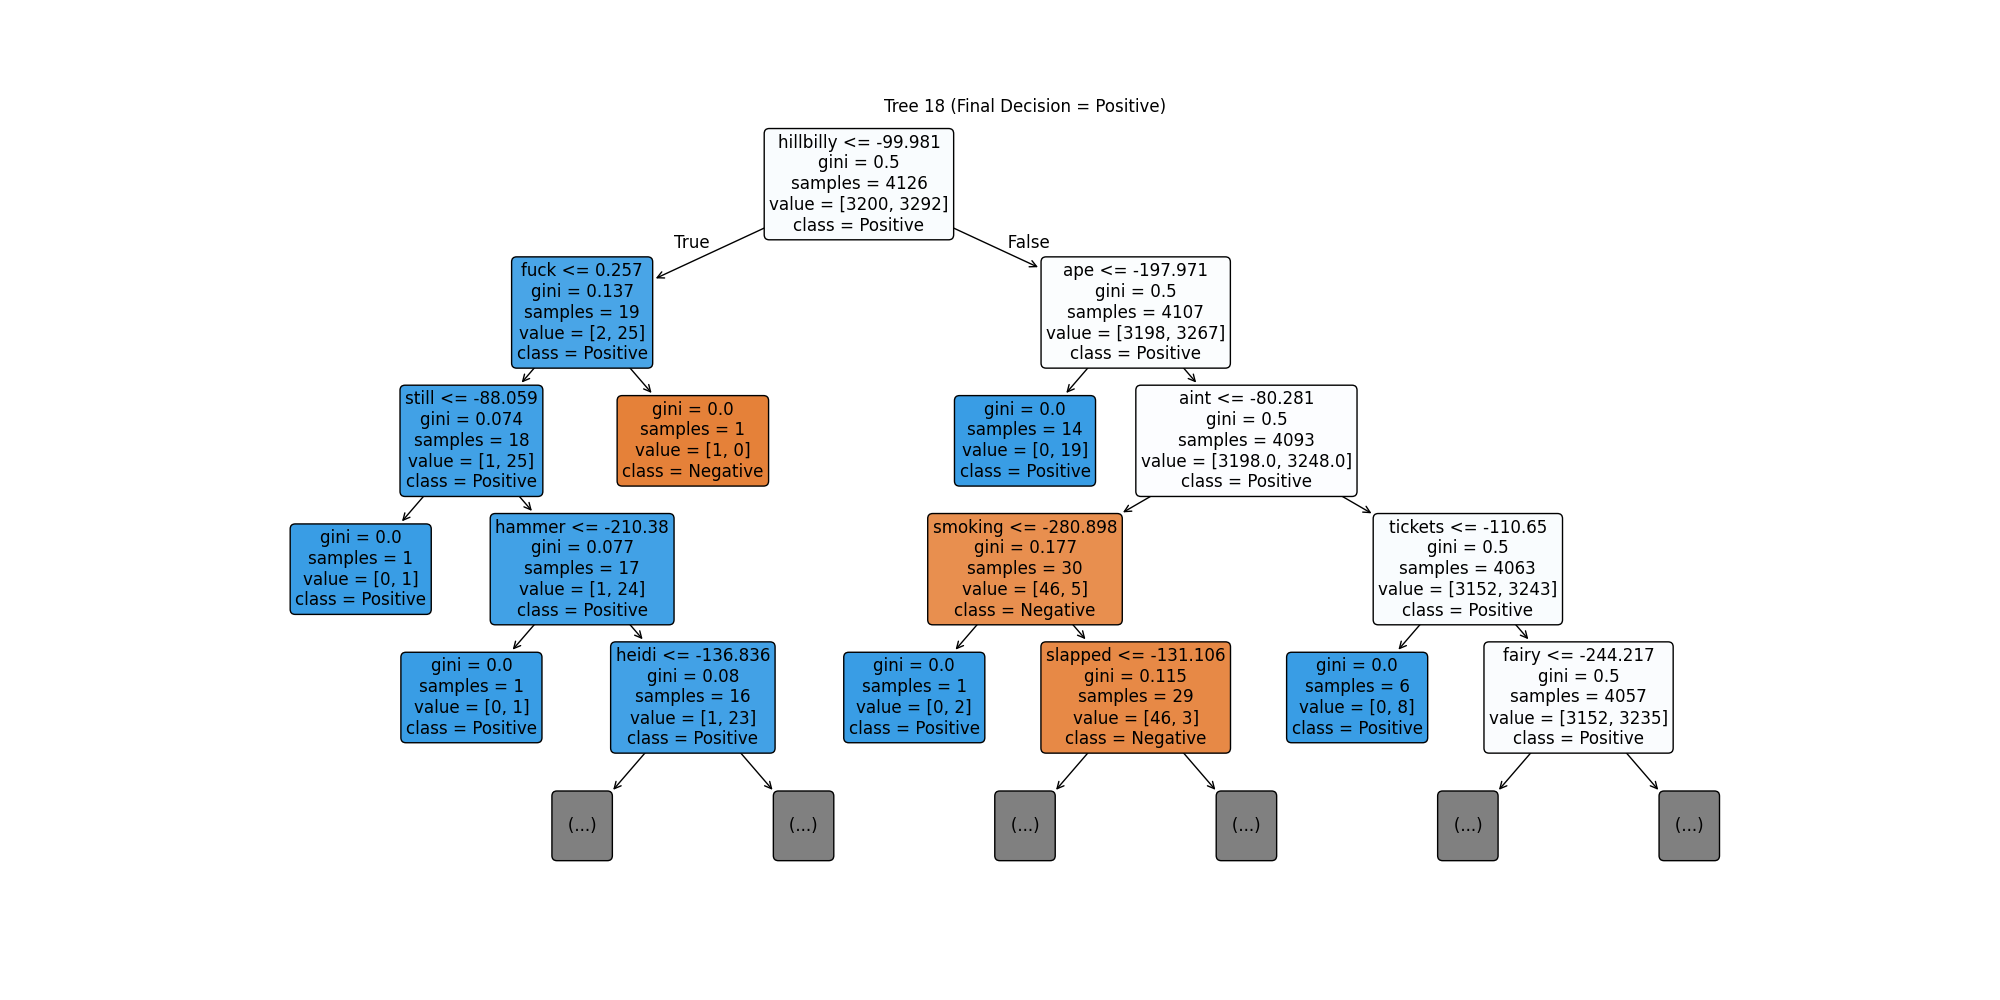 Tree 18 (Final Decision = Positive)
hillbilly <= -99.981
gini = 0.5
samples = 4126
value = [3200, 3292]
class = Positive
True
False
fuck <= 0.257
gini = 0.137
samples = 19
value = [2, 25]
class = Positive
ape <= -197.971
gini = 0.5
samples = 4107
value = [3198, 3267]
class = Positive
still <= -88.059
gini = 0.074
samples = 18
value = [1, 25]
class = Positive
gini = 0.0
samples = 1
value = [1, 0]
class = Negative
gini = 0.0
samples = 14
value = [0, 19]
class = Positive
aint <= -80.281
gini = 0.5
samples = 4093
value = [3198.0, 3248.0]
class = Positive
gini = 0.0
samples = 1
value = [0, 1]
class = Positive
hammer <= -210.38
gini = 0.077
samples = 17
value = [1, 24]
class = Positive
smoking <= -280.898
gini = 0.177
samples = 30
value = [46, 5]
class = Negative
tickets <= -110.65
gini = 0.5
samples = 4063
value = [3152, 3243]
class = Positive
gini = 0.0
samples = 1
value = [0, 1]
class = Positive
heidi <= -136.836
gini = 0.08
samples = 16
value = [1, 23]
class = Positive
gini = 0.0
samples = 1
value = [0, 2]
class = Positive
slapped <= -131.106
gini = 0.115
samples = 29
value = [46, 3]
class = Negative
gini = 0.0
samples = 6
value = [0, 8]
class = Positive
fairy <= -244.217
gini = 0.5
samples = 4057
value = [3152, 3235]
class = Positive
(...)
(...)
(...)
(...)
(...)
(...)